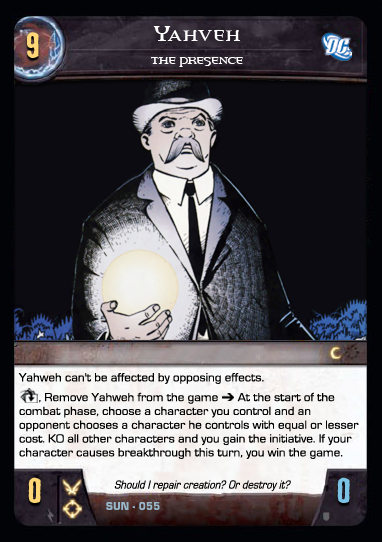 9
Yahveh
the Presence
DC
Yahweh can't be affected by opposing effects.
, Remove Yahweh from the game ➔ At the start of the
combat phase, choose a character you control and an
opponent chooses a character he controls with equal or lesser
cost. KO all other characters and you gain the initiative. If your
character causes breakthrough this turn, you win the game.
Should I repair creation? Or destroy it?
0
SUN - 055
0